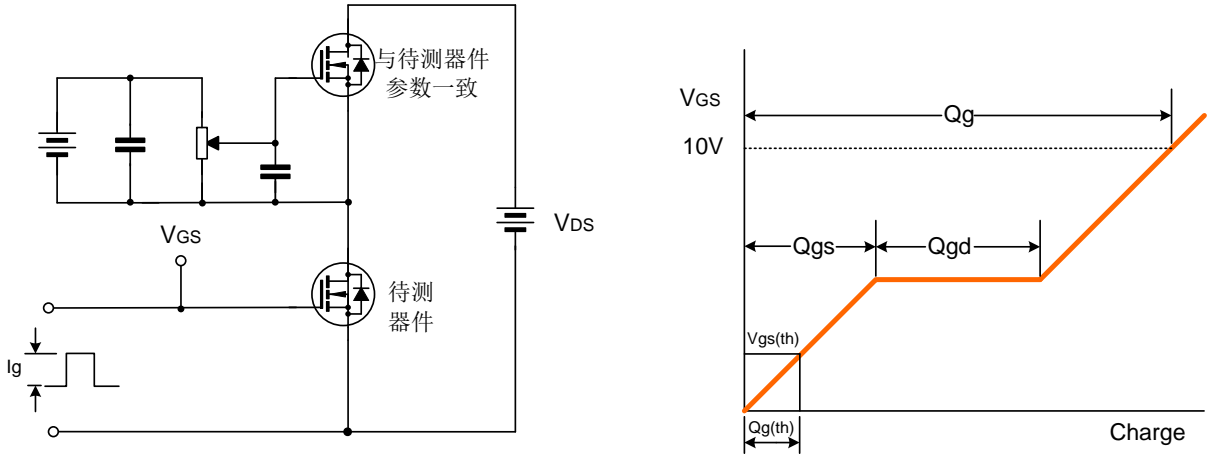 与待测器件
参数一致
VGS
VDS
待测
器件
Ig
VGS
10V
Qg
Qgs
Qgd
Vgs(th)
Qg(th)
Charge